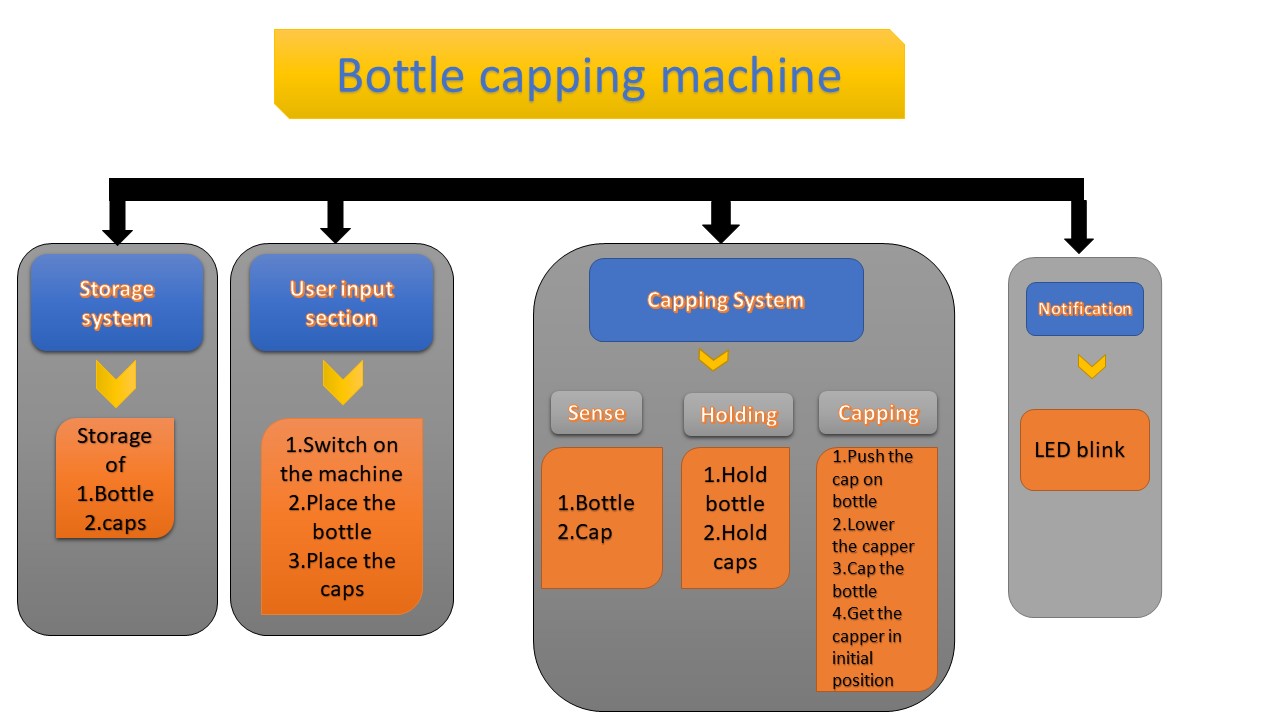 Bottle capping machine
Storage
system
Storage
of
1.Bottle
2.caps
User input
section
1.Switch on
the machine
2.Place the
bottle
3.Place the
caps
Capping System
Sense
1.Bottle
2.Cap
Holding
1.Hold
bottle
2.Hold
caps
Capping
1.Push the
cap on
bottle
2.Lower
the capper
3.Cap the
bottle
4.Get the
capper in
initial
position
Notification
LED blink